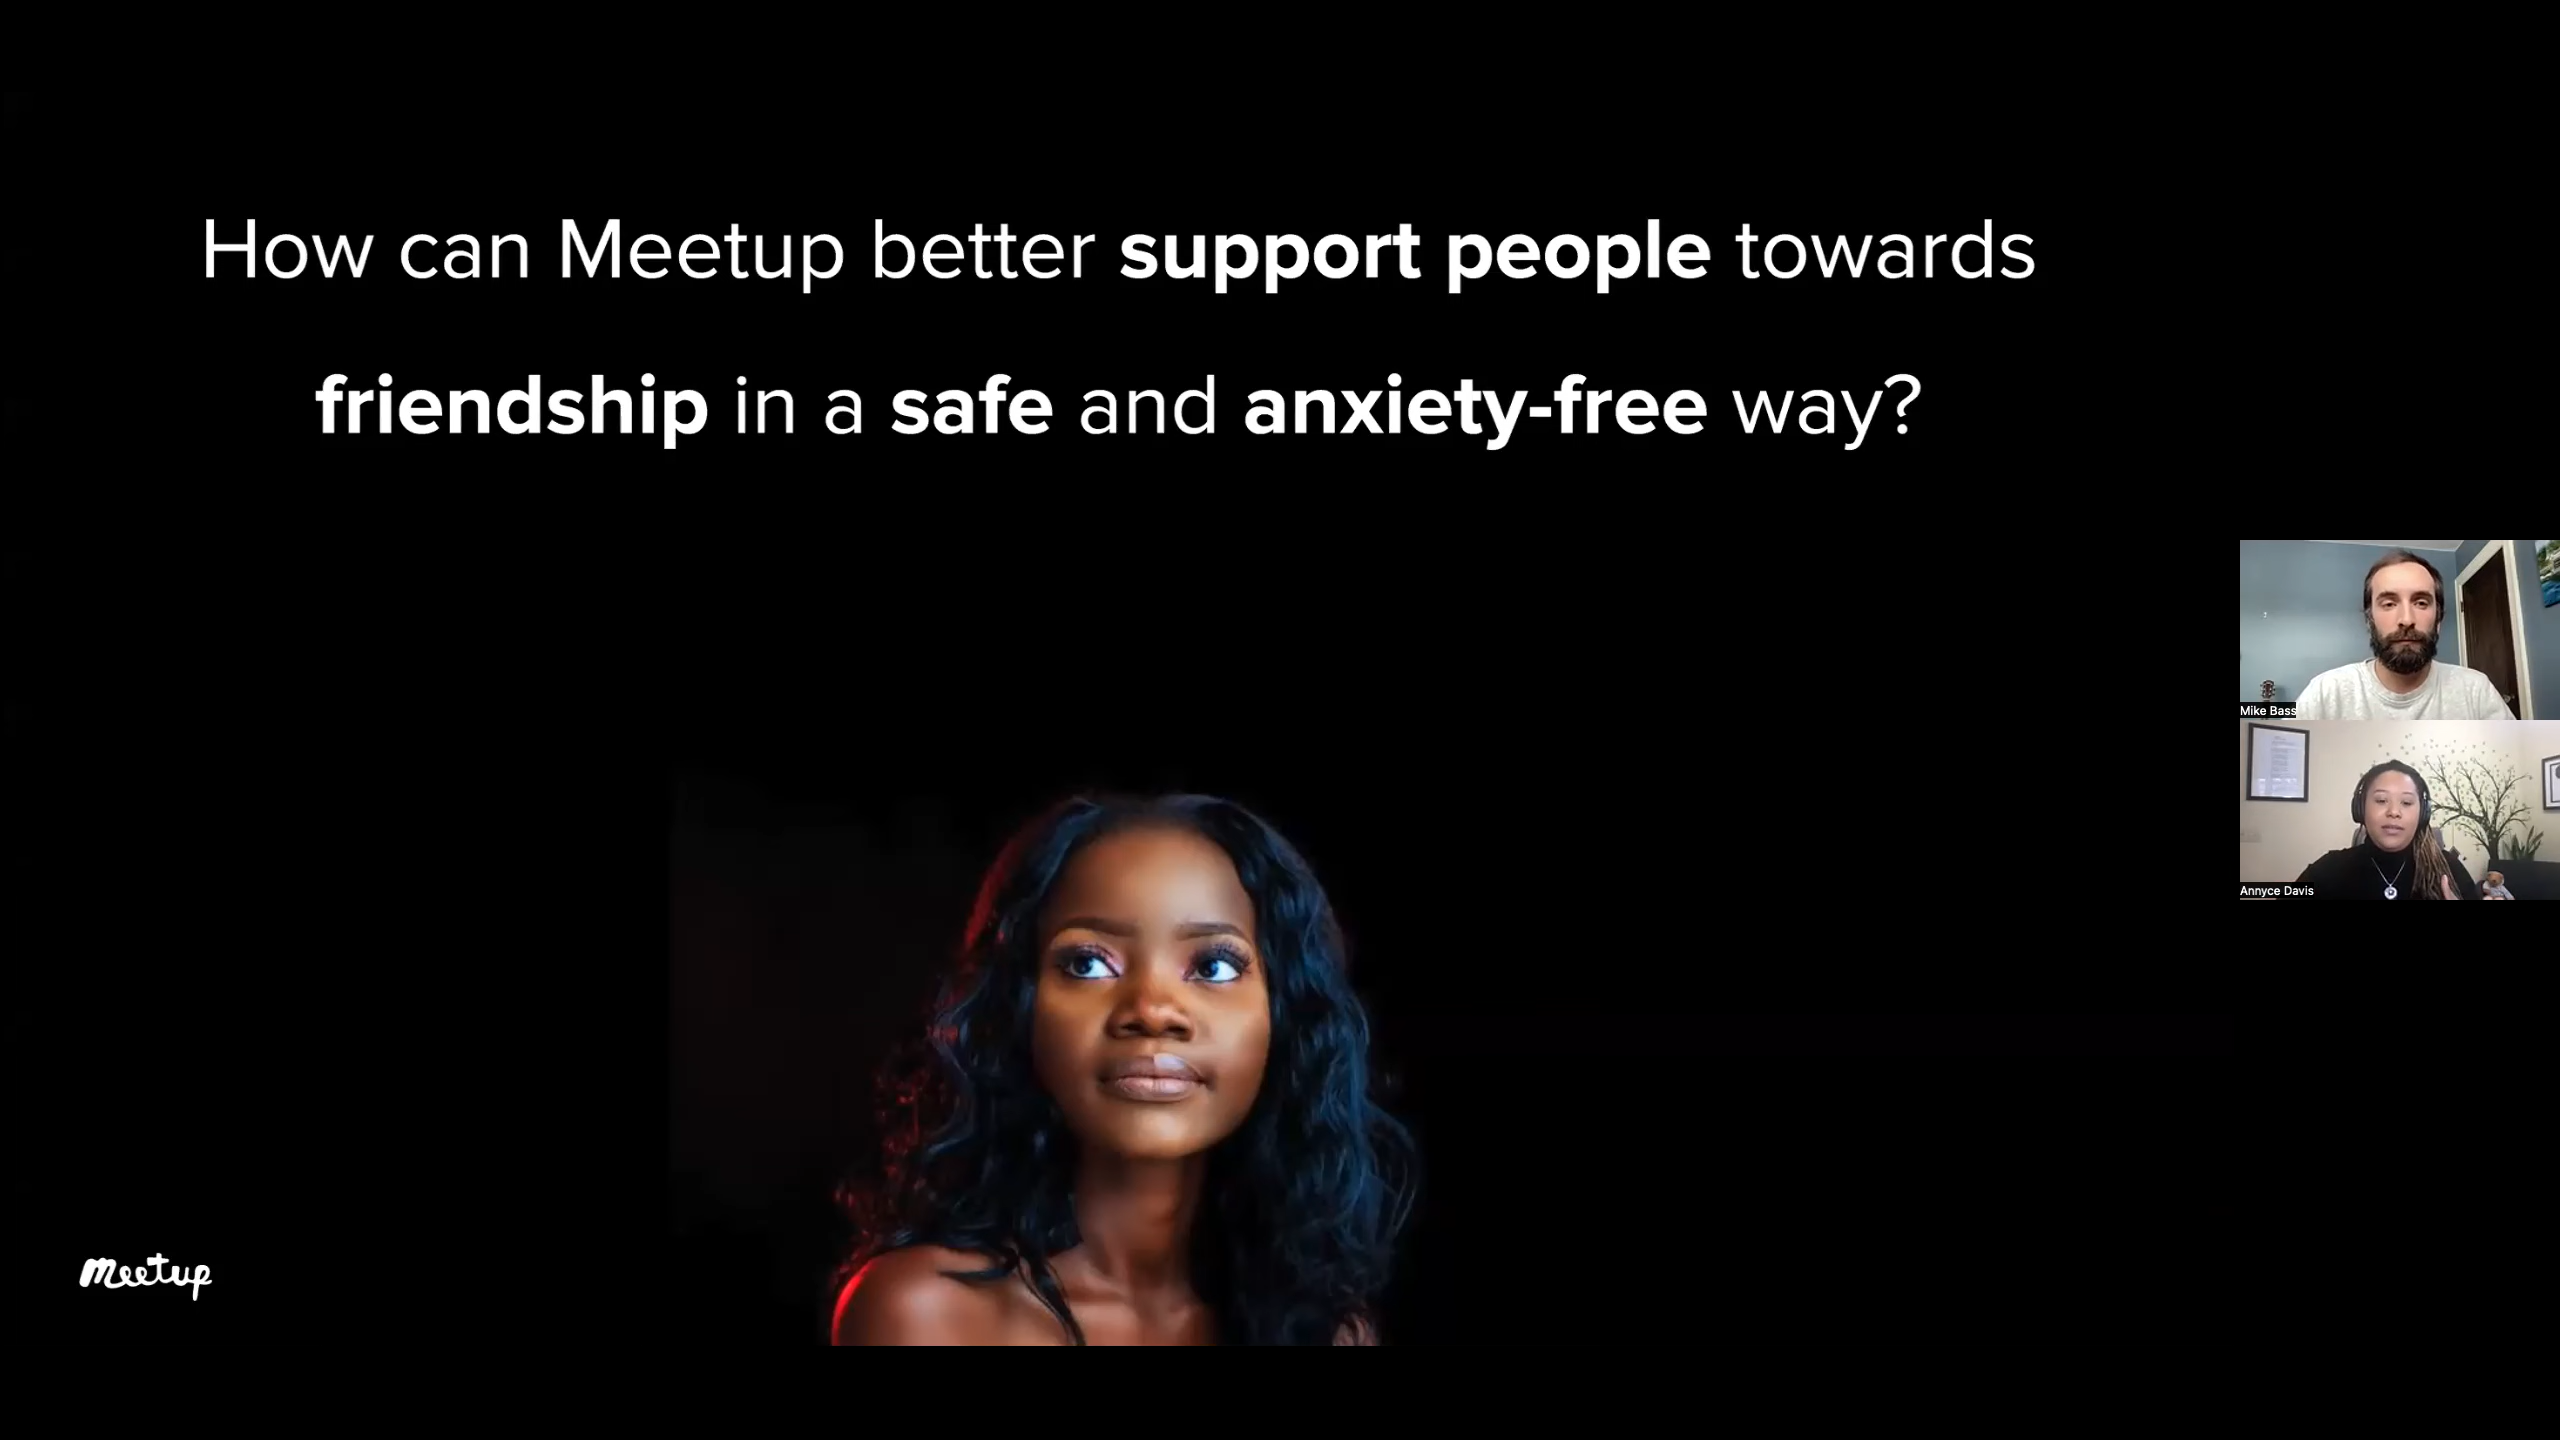 How can Meetup better support people towards
friendship in a safe and anxiety-free way?
Mike Bass
Annyce Davis
meetup